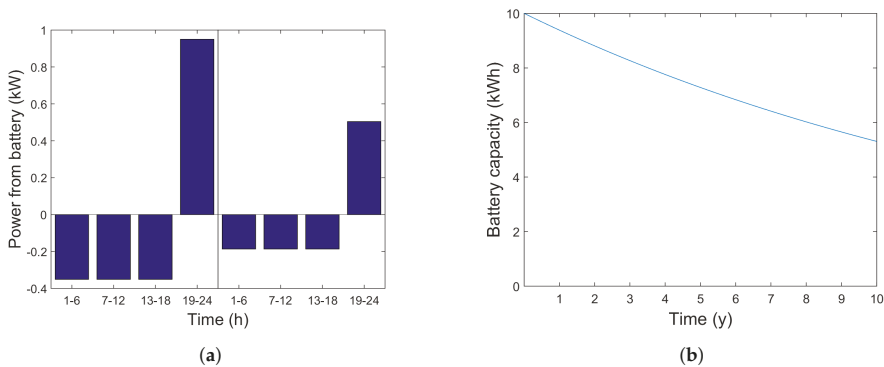 Power from battery (kW)
1
0.8
0.6
0.4
0.2
0
-0.2
-0.4
1-6 7-12 13-18 19-24 1-6 7-12 13-18 19-24
Time (h)
(a)
Battery capacity (kWh)
10
8
6
4
2
0
1 2 3 4 5 6 7 8 9 10
Time (y)
(b)